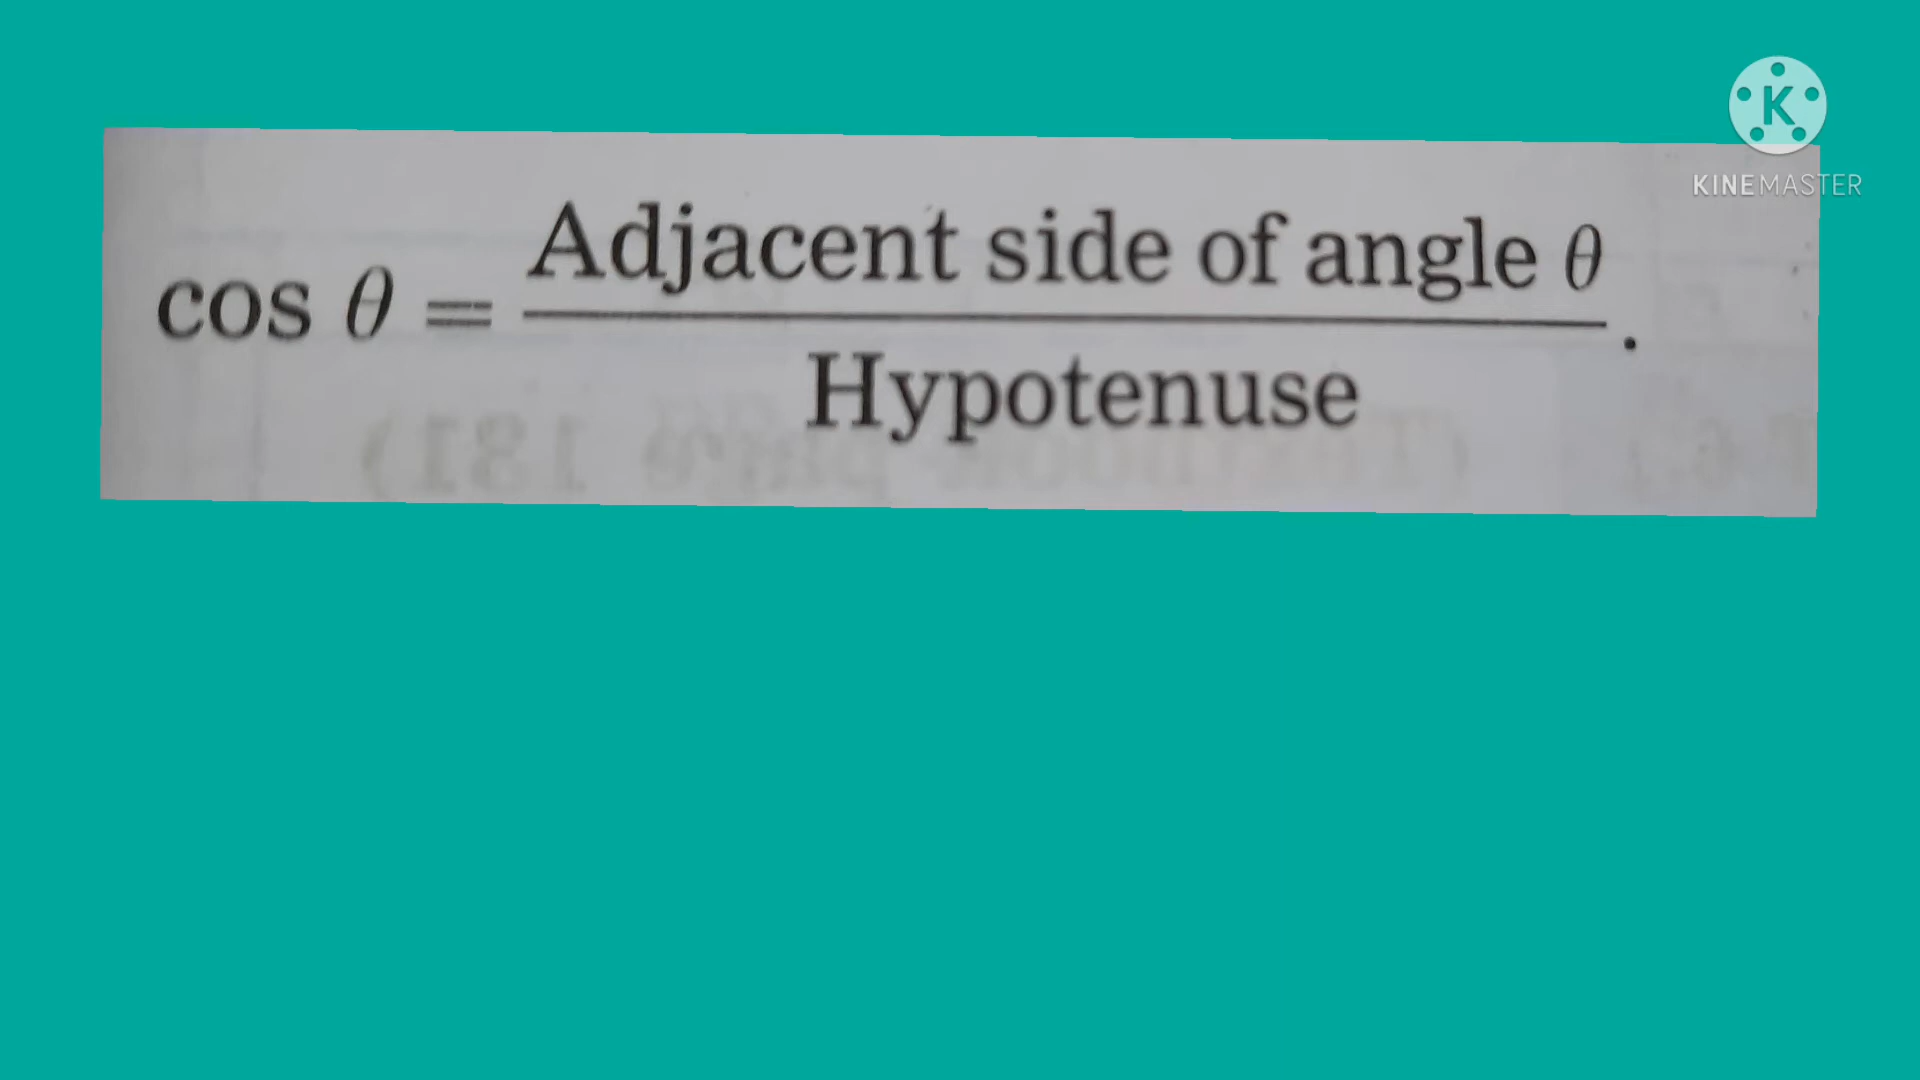 KINEMASTER
cos θ = Adjacent side of angle θ / Hypotenuse .